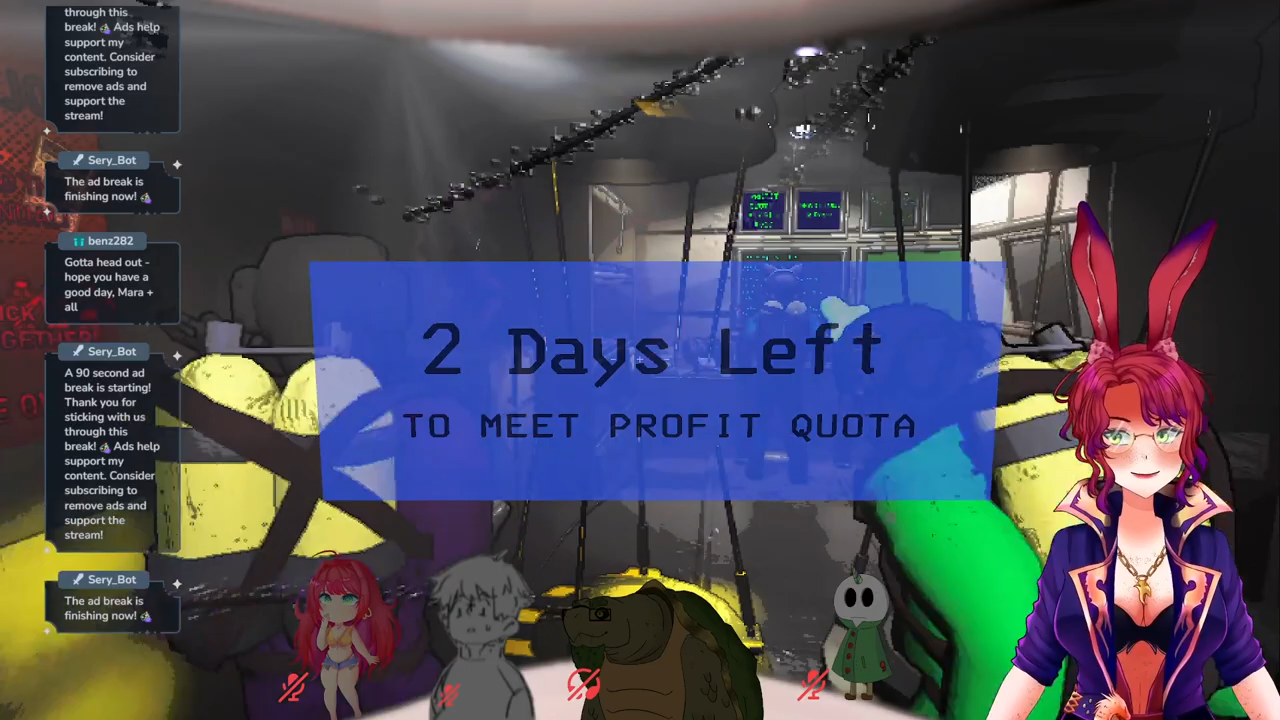 through this
break! Ads help
support my
content. Consider
subscribing to
remove ads and
support the
stream!
Sery_Bot
The ad break is
finishing now!
benz282
Gotta head out -
hope you have a
good day, Mara +
all
Sery_Bot
A 90 second ad
break is starting!
Thank you for
sticking with us
through this
break! Ads help
support my
content. Consider
subscribing to
remove ads and
support the
stream!
Sery_Bot
The ad break is
finishing now!
2 Days Left
TO MEET PROFIT QUOTA